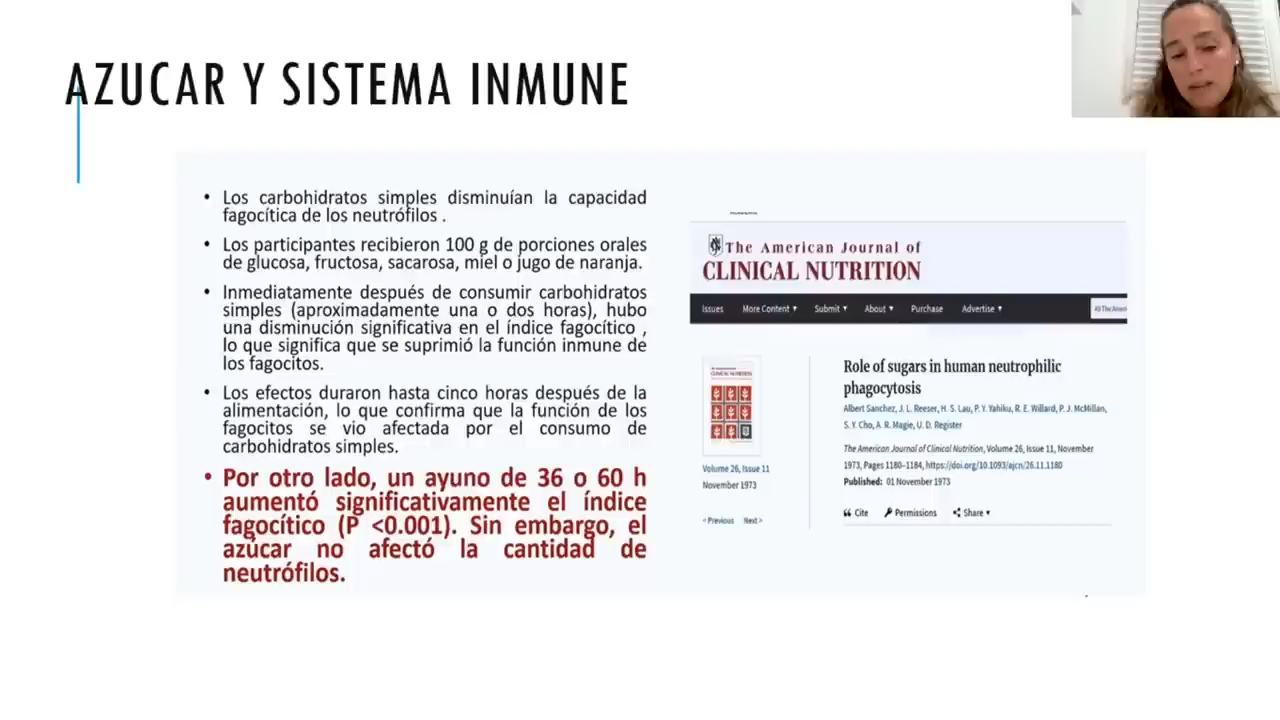 AZUCAR Y SISTEMA INMUNE
• Los carbohidratos simples disminuían la capacidad
fagocítica de los neutrófilos .
• Los participantes recibieron 100 g de porciones orales
de glucosa, fructosa, sacarosa, miel o jugo de naranja.
• Inmediatamente después de consumir carbohidratos
simples (aproximadamente una o dos horas), hubo
una disminución significativa en el índice fagocítico ,
lo que significa que se suprimió la función inmune de
los fagocitos.
• Los efectos duraron hasta cinco horas después de la
alimentación, lo que confirma que la función de los
fagocitos se vio afectada por el consumo de
carbohidratos simples.
• Por otro lado, un ayuno de 36 o 60 h
aumentó significativamente el índice
fagocítico (P <0.001). Sin embargo, el
azúcar no afectó la cantidad de
neutrófilos.
The American Journal of
CLINICAL NUTRITION
Issues More Content ▾ Submit ▾ About ▾ Purchase Advertise ▾ All The Ameri
CLINICAL NUTRITION
Volume 26, Issue 11
November 1973
< Previous Next >
Role of sugars in human neutrophilic
phagocytosis
Albert Sanchez, J. L. Reeser, H. S. Lau, P. Y. Yahiku, R. E. Willard, P. J. McMillan,
S. Y. Cho, A. R. Magie, U. D. Register
The American Journal of Clinical Nutrition, Volume 26, Issue 11, November
1973, Pages 1180–1184, https://doi.org/10.1093/ajcn/26.11.1180
Published: 01 November 1973
Cite Permissions Share ▾